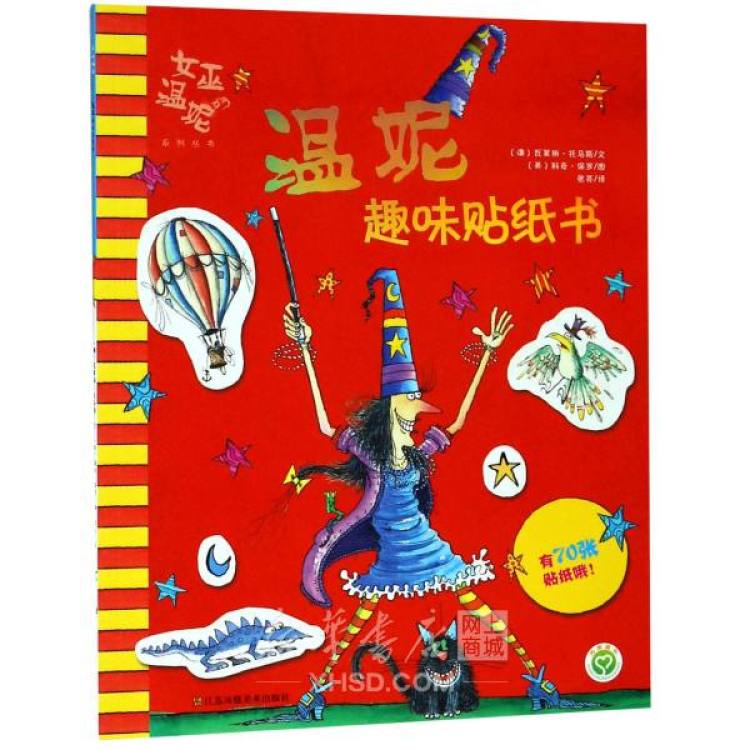 女巫
温妮的
系列丛书
温妮
趣味贴纸书
（澳）瓦莱丽·托马斯/文
（英）科奇·保罗/图
有70张
贴纸哦！
新华书店
网上
商城
XHSD.COM